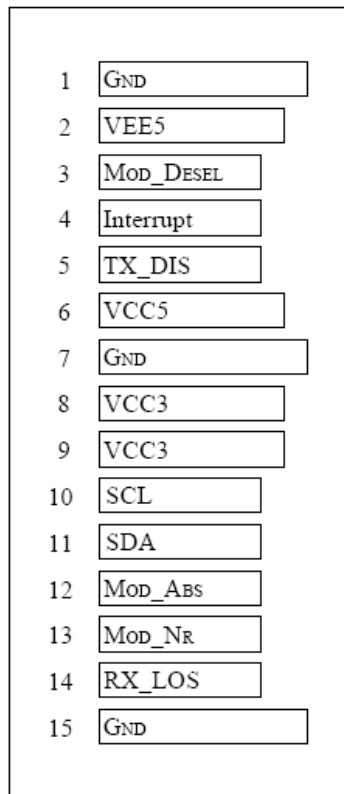 1 GND
2 VEE5
3 MOD_DESEL
4 Interrupt
5 TX_DIS
6 VCC5
7 GND
8 VCC3
9 VCC3
10 SCL
11 SDA
12 MOD_ABS
13 MOD_NR
14 RX_LOS
15 GND